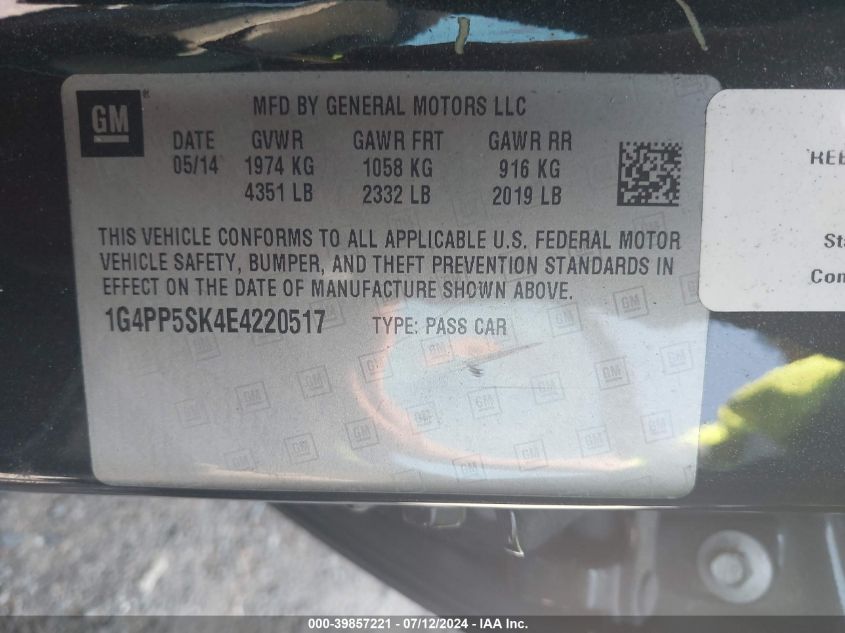 GM
MFD BY GENERAL MOTORS LLC
DATE GVWR GAWR FRT GAWR RR
05/14 1974 KG 1058 KG 916 KG
4351 LB 2332 LB 2019 LB
THIS VEHICLE CONFORMS TO ALL APPLICABLE U.S. FEDERAL MOTOR
VEHICLE SAFETY, BUMPER, AND THEFT PREVENTION STANDARDS IN
EFFECT ON THE DATE OF MANUFACTURE SHOWN ABOVE.
1G4PP5SK4E4220517 TYPE: PASS CAR
Sta
Com
000-39857221 - 07/12/2024 - IAA Inc.